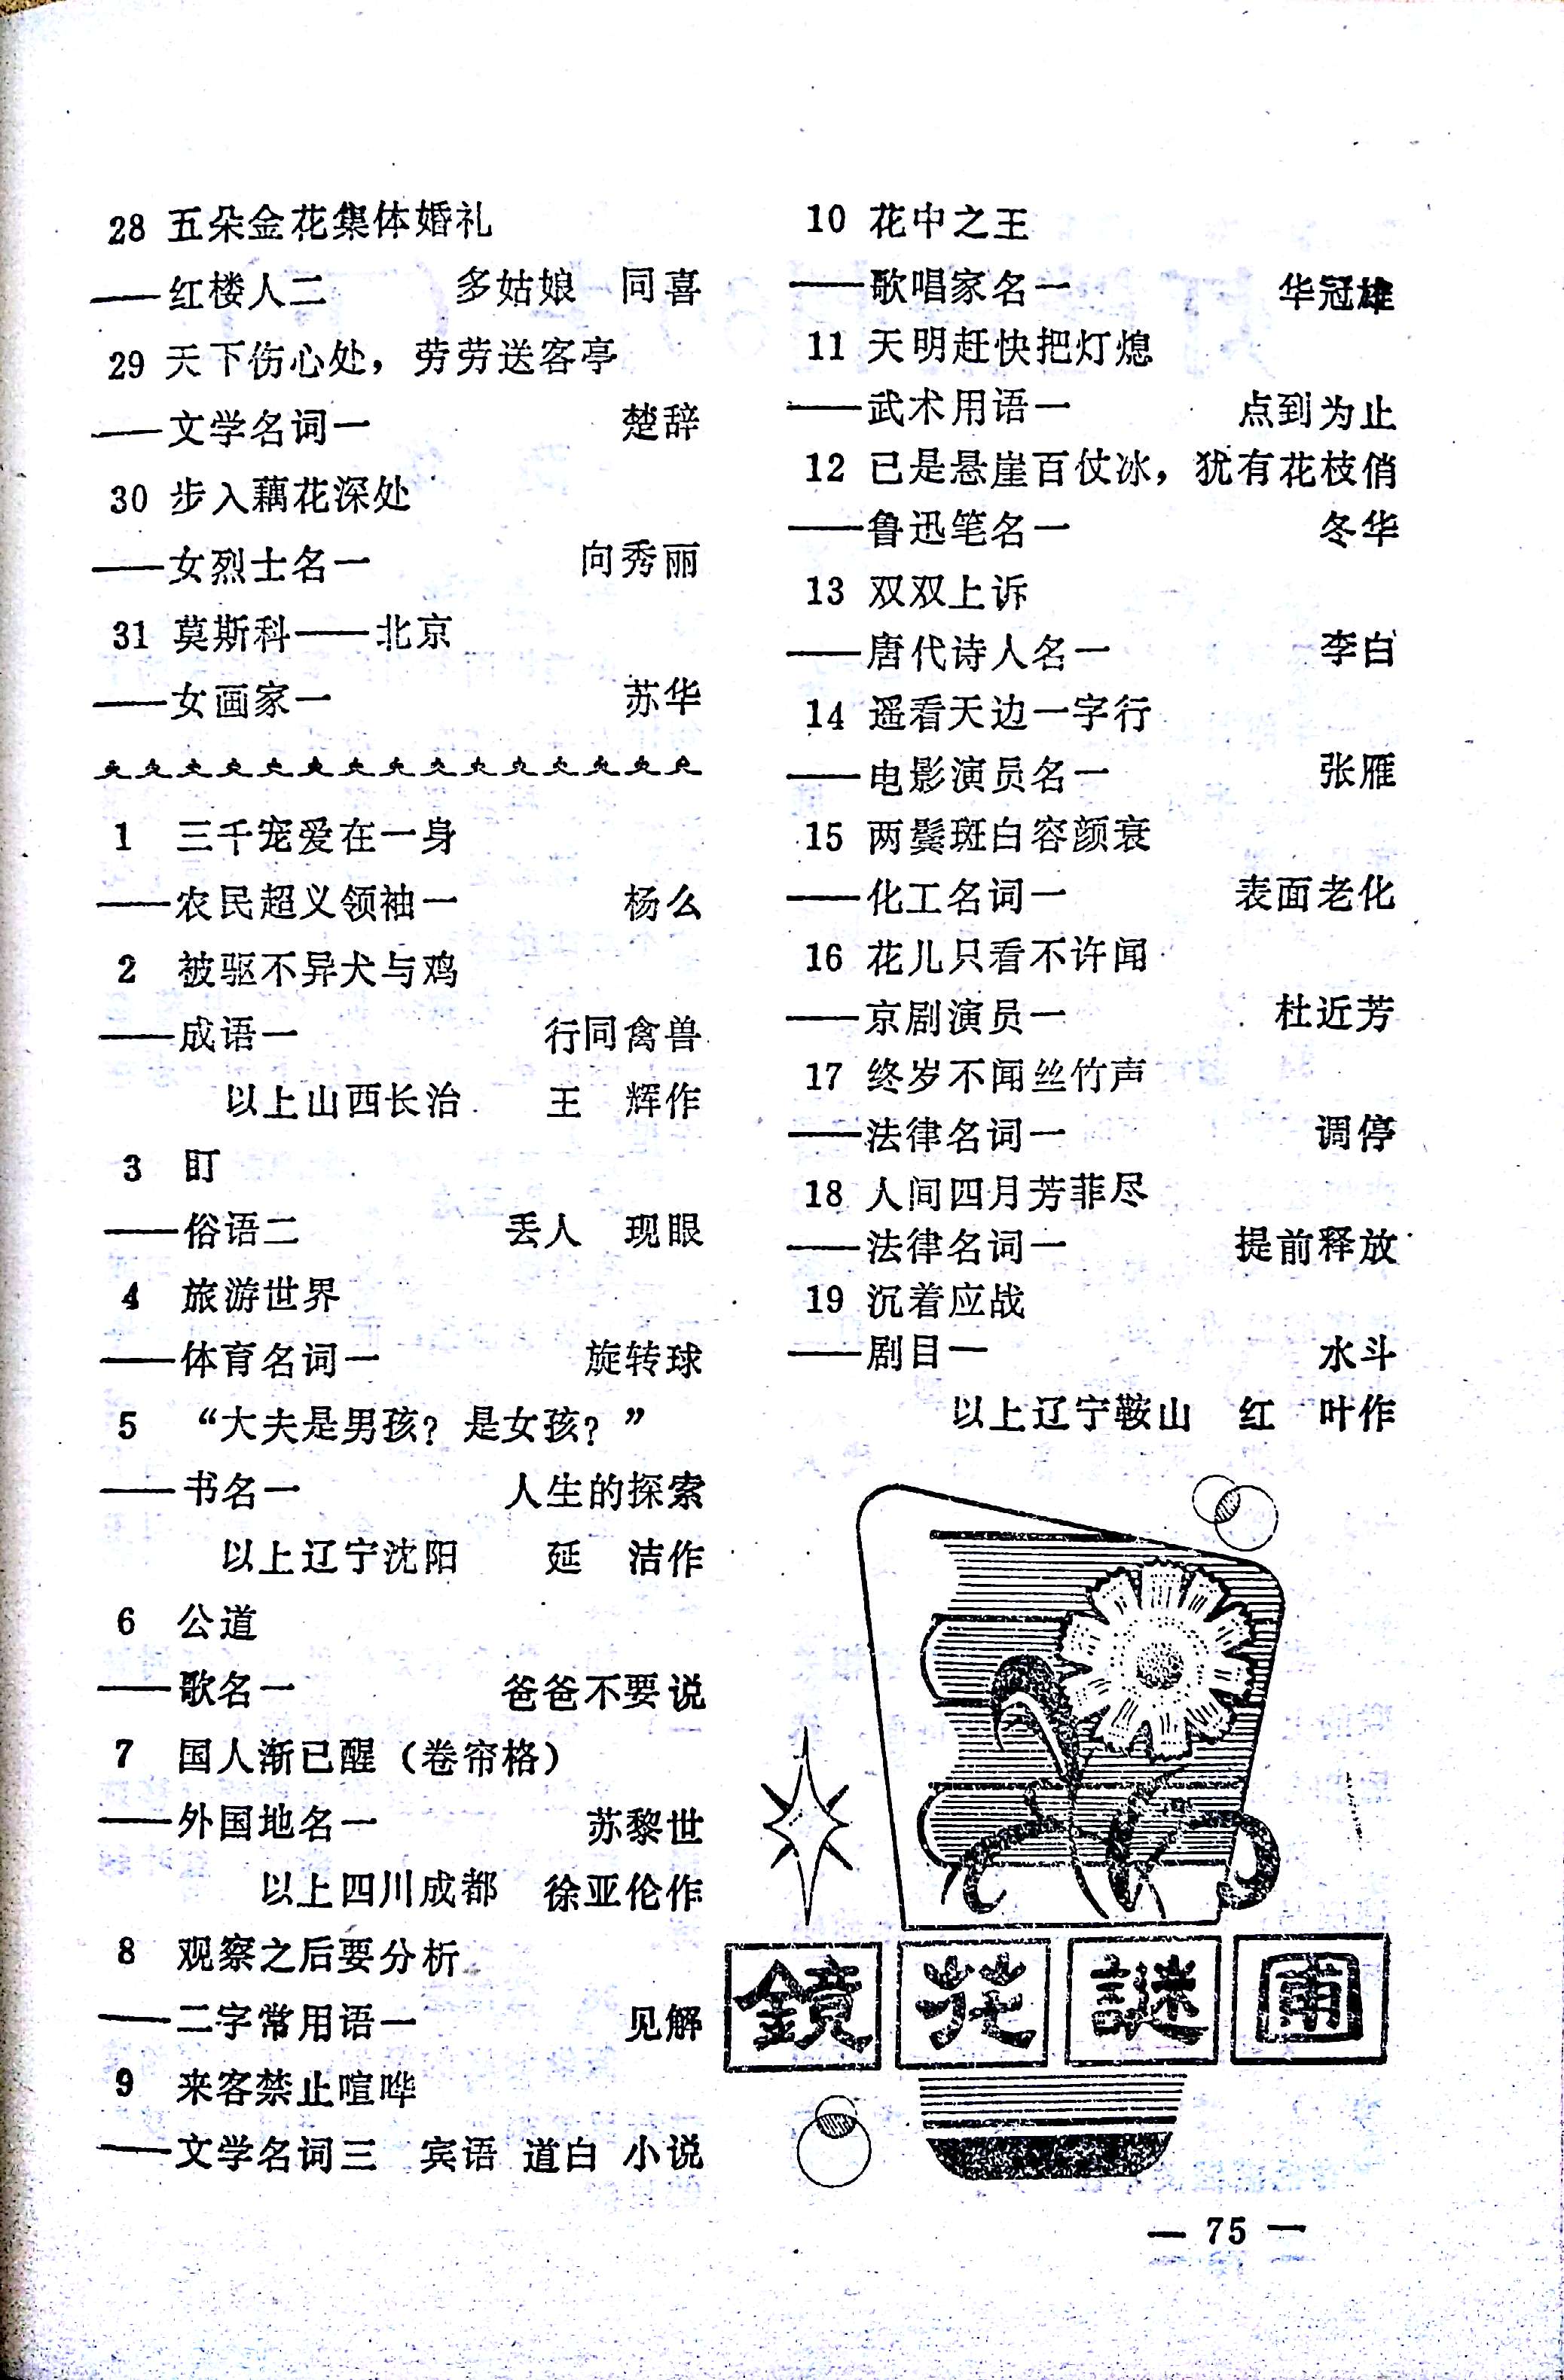 28 五朵金花集体婚礼
——红楼人二 多姑娘 同喜
29 天下伤心处，劳劳送客亭
——文学名词一 楚辞
30 步入藕花深处
——女烈士名一 向秀丽
31 莫斯科——北京
——女画家一 苏华
1 三千宠爱在一身
——农民超义领袖一 杨么
2 被驱不异犬与鸡
——成语一 行同禽兽
以上山西长治 王 辉作
3 盯
——俗语二 丢人 现眼
4 旅游世界
——体育名词一 旋转球
5 “大夫是男孩？是女孩？”
——书名一 人生的探索
以上辽宁沈阳 延 洁作
6 公道
——歌名一 爸爸不要说
7 国人渐已醒（卷帘格）
——外国地名一 苏黎世
以上四川成都 徐亚伦作
8 观察之后要分析
——二字常用语一 见解
9 来客禁止喧哗
——文学名词三 宾语 道白 小说
10 花中之王
——歌唱家名一 华冠雄
11 天明赶快把灯熄
——武术用语一 点到为止
12 已是悬崖百仗冰，犹有花枝俏
——鲁迅笔名一 冬华
13 双双上诉
——唐代诗人名一 李白
14 遥看天边一字行
——电影演员名一 张雁
15 两鬓斑白容颜衰
——化工名词一 表面老化
16 花儿只看不许闻
——京剧演员一 杜近芳
17 终岁不闻丝竹声
——法律名词一 调停
18 人间四月芳菲尽
——法律名词一 提前释放
19 沉着应战
——剧目一 水斗
以上辽宁鞍山 红 叶作
鏡花謎圃
— 75 —